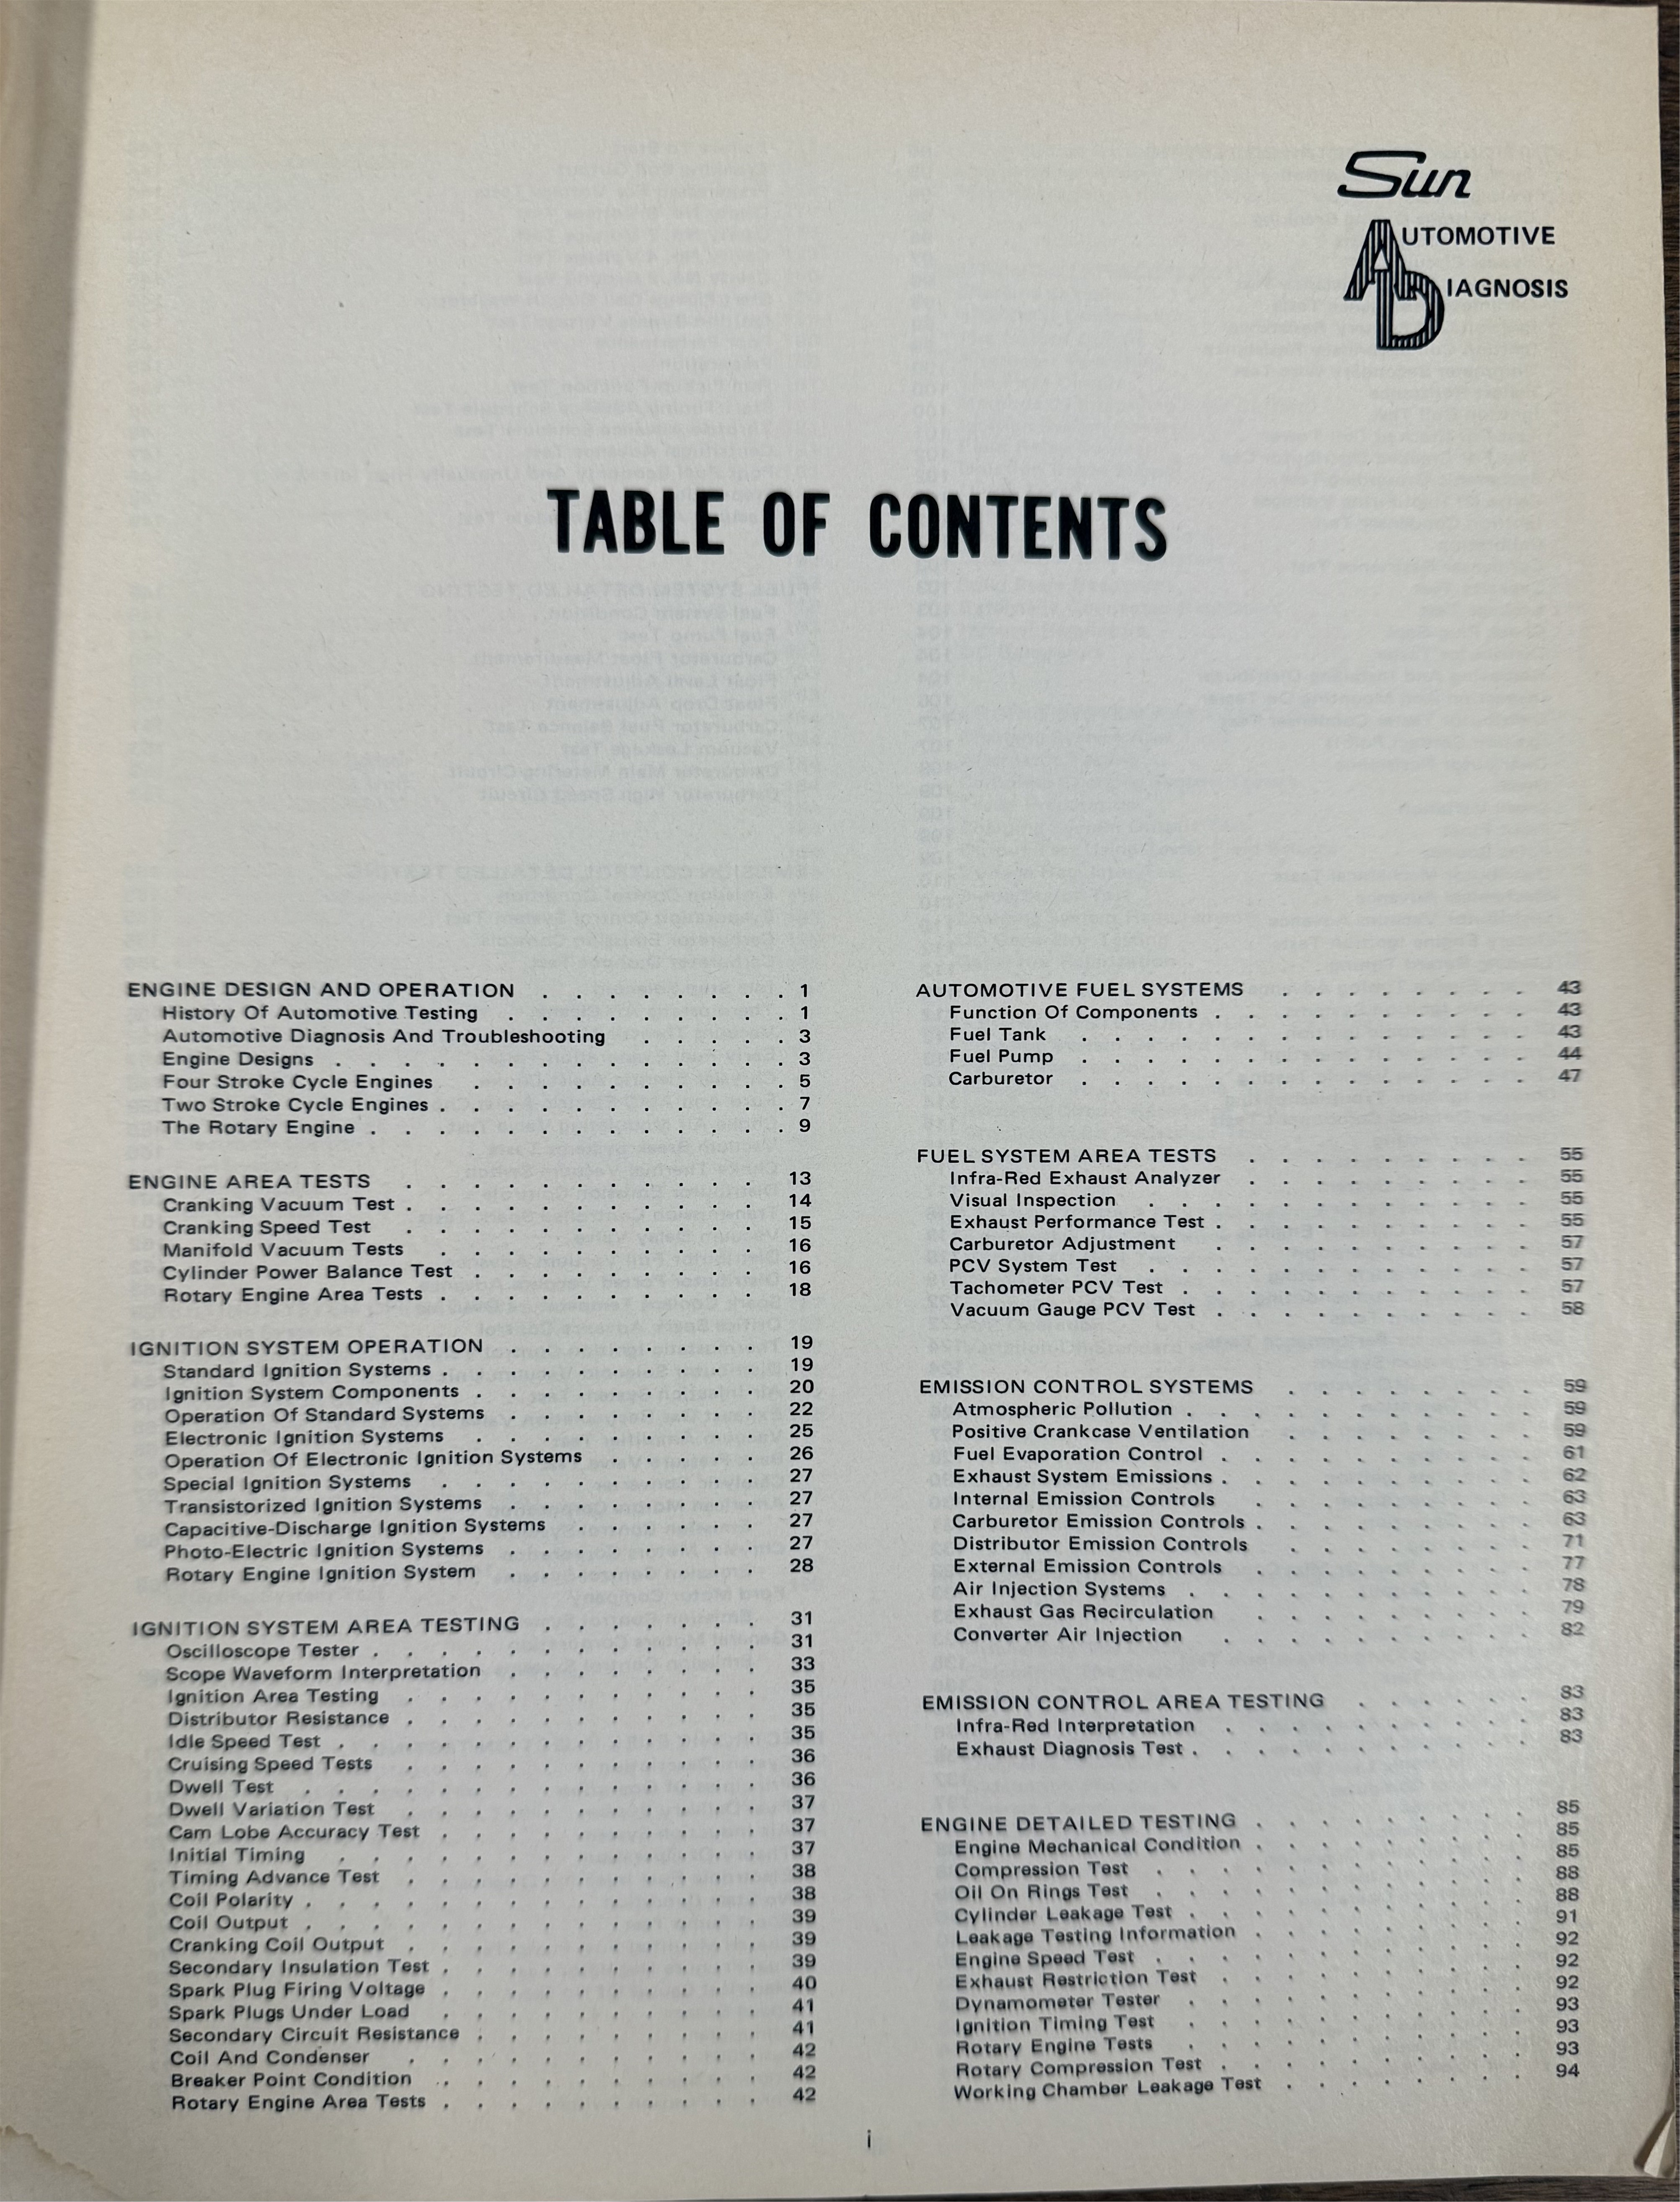 Sun
AUTOMOTIVE
DIAGNOSIS
TABLE OF CONTENTS
ENGINE DESIGN AND OPERATION . . . 1
History Of Automotive Testing . . . 1
Automotive Diagnosis And Troubleshooting . . . 3
Engine Designs . . . 3
Four Stroke Cycle Engines . . . 5
Two Stroke Cycle Engines . . . 7
The Rotary Engine . . . 9
ENGINE AREA TESTS . . . 13
Cranking Vacuum Test . . . 14
Cranking Speed Test . . . 15
Manifold Vacuum Tests . . . 16
Cylinder Power Balance Test . . . 16
Rotary Engine Area Tests . . . 18
IGNITION SYSTEM OPERATION . . . 19
Standard Ignition Systems . . . 19
Ignition System Components . . . 20
Operation Of Standard Systems . . . 22
Electronic Ignition Systems . . . 25
Operation Of Electronic Ignition Systems . . . 26
Special Ignition Systems . . . 27
Transistorized Ignition Systems . . . 27
Capacitive-Discharge Ignition Systems . . . 27
Photo-Electric Ignition Systems . . . 27
Rotary Engine Ignition System . . . 28
IGNITION SYSTEM AREA TESTING . . . 31
Oscilloscope Tester . . . 31
Scope Waveform Interpretation . . . 33
Ignition Area Testing . . . 35
Distributor Resistance . . . 35
Idle Speed Test . . . 35
Cruising Speed Tests . . . 36
Dwell Test . . . 36
Dwell Variation Test . . . 37
Cam Lobe Accuracy Test . . . 37
Initial Timing . . . 37
Timing Advance Test . . . 38
Coil Polarity . . . 38
Coil Output . . . 39
Cranking Coil Output . . . 39
Secondary Insulation Test . . . 39
Spark Plug Firing Voltage . . . 40
Spark Plugs Under Load . . . 41
Secondary Circuit Resistance . . . 41
Coil And Condenser . . . 42
Breaker Point Condition . . . 42
Rotary Engine Area Tests . . . 42
AUTOMOTIVE FUEL SYSTEMS . . . 43
Function Of Components . . . 43
Fuel Tank . . . 43
Fuel Pump . . . 44
Carburetor . . . 47
FUEL SYSTEM AREA TESTS . . . 55
Infra-Red Exhaust Analyzer . . . 55
Visual Inspection . . . 55
Exhaust Performance Test . . . 55
Carburetor Adjustment . . . 57
PCV System Test . . . 57
Tachometer PCV Test . . . 57
Vacuum Gauge PCV Test . . . 58
EMISSION CONTROL SYSTEMS . . . 59
Atmospheric Pollution . . . 59
Positive Crankcase Ventilation . . . 59
Fuel Evaporation Control . . . 61
Exhaust System Emissions . . . 62
Internal Emission Controls . . . 63
Carburetor Emission Controls . . . 63
Distributor Emission Controls . . . 71
External Emission Controls . . . 77
Air Injection Systems . . . 78
Exhaust Gas Recirculation . . . 79
Converter Air Injection . . . 82
EMISSION CONTROL AREA TESTING . . . 83
Infra-Red Interpretation . . . 83
Exhaust Diagnosis Test . . . 83
ENGINE DETAILED TESTING . . . 85
Engine Mechanical Condition . . . 85
Compression Test . . . 85
Oil On Rings Test . . . 88
Cylinder Leakage Test . . . 88
Leakage Testing Information . . . 91
Engine Speed Test . . . 92
Exhaust Restriction Test . . . 92
Dynamometer Tester . . . 92
Ignition Timing Test . . . 93
Rotary Engine Tests . . . 93
Rotary Compression Test . . . 93
Working Chamber Leakage Test . . . 94
i